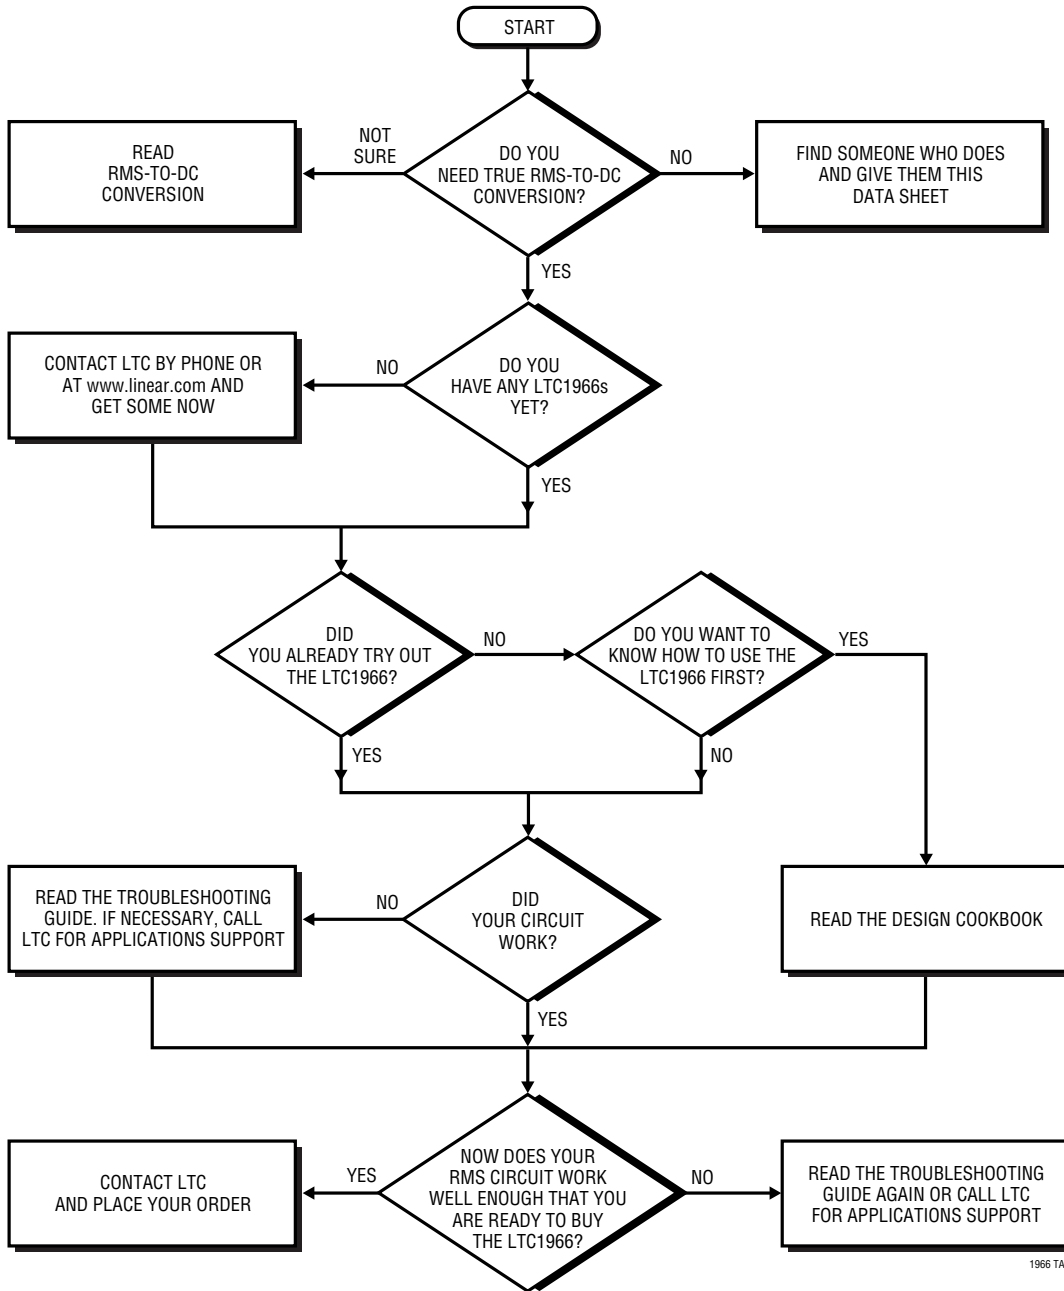 START
NOT
SURE
READ
RMS-TO-DC
CONVERSION
DO YOU
NEED TRUE RMS-TO-DC
CONVERSION?
NO
FIND SOMEONE WHO DOES
AND GIVE THEM THIS
DATA SHEET
YES
CONTACT LTC BY PHONE OR
AT www.linear.com AND
GET SOME NOW
NO
DO YOU
HAVE ANY LTC1966s
YET?
YES
DID
YOU ALREADY TRY OUT
THE LTC1966?
NO
DO YOU WANT TO
KNOW HOW TO USE THE
LTC1966 FIRST?
YES
YES
NO
READ THE TROUBLESHOOTING
GUIDE. IF NECESSARY, CALL
LTC FOR APPLICATIONS SUPPORT
NO
DID
YOUR CIRCUIT
WORK?
READ THE DESIGN COOKBOOK
YES
CONTACT LTC
AND PLACE YOUR ORDER
YES
NOW DOES YOUR
RMS CIRCUIT WORK
WELL ENOUGH THAT YOU
ARE READY TO BUY
THE LTC1966?
NO
READ THE TROUBLESHOOTING
GUIDE AGAIN OR CALL LTC
FOR APPLICATIONS SUPPORT
1966 TA